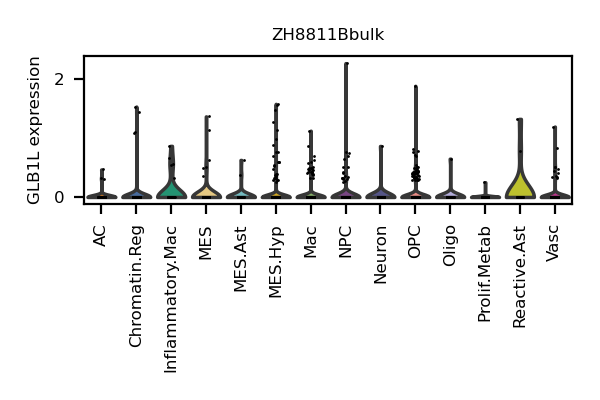 ZH8811Bbulk
GLB1L expression
2
0
AC
Chromatin.Reg
Inflammatory.Mac
MES
MES.Ast
MES.Hyp
Mac
NPC
Neuron
OPC
Oligo
Prolif.Metab
Reactive.Ast
Vasc